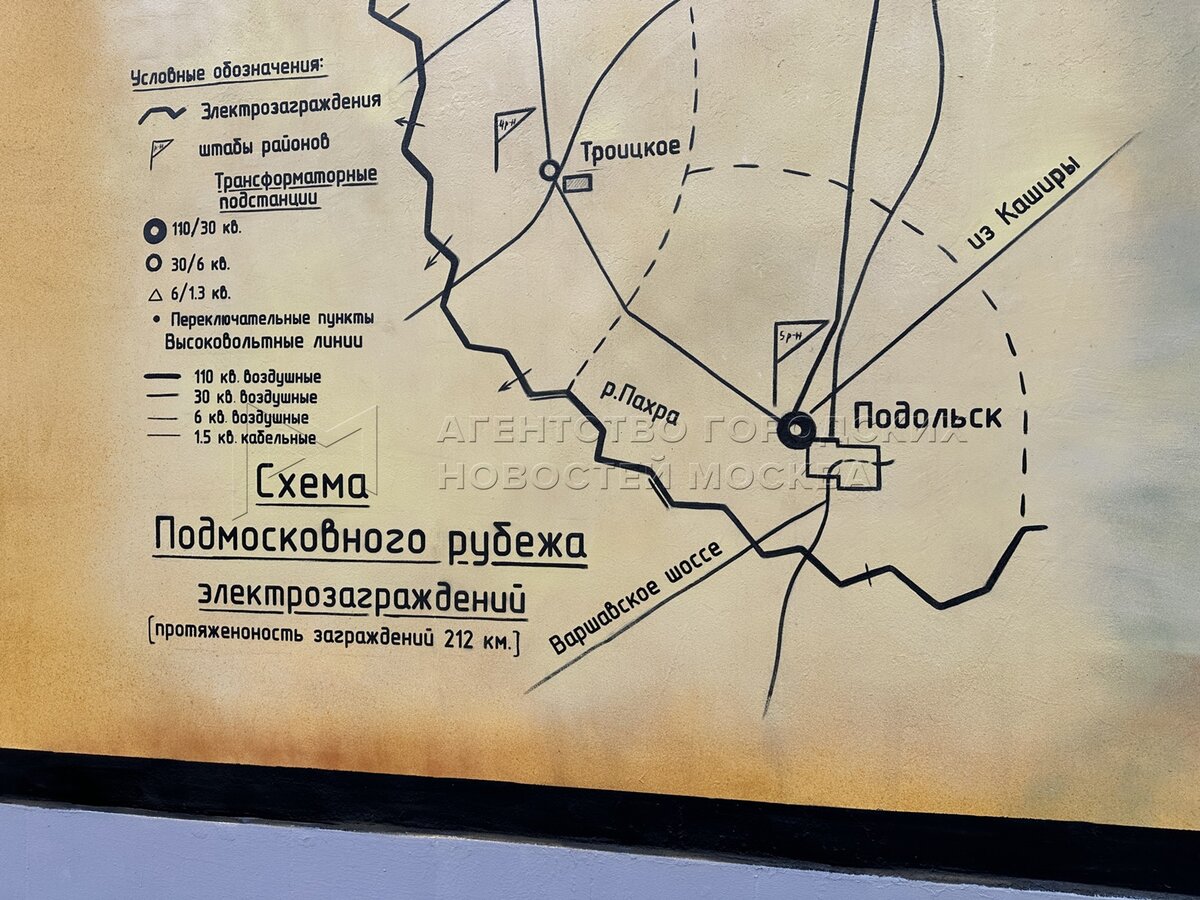 Условные обозначения:
Электрозаграждения
р-н
штабы районов
Трансформаторные
подстанции
110/30 кв.
30/6 кв.
6/1.3 кв.
Переключательные пункты
Высоковольтные линии
110 кв. воздушные
30 кв. воздушные
6 кв. воздушные
1.5 кв. кабельные
Схема
Подмосковного рубежа
электрозаграждений
[протяженоность заграждений 212 км.]
4р-н
Троицкое
из Каширы
5р-н
р.Пахра
Подольск
Варшавское шоссе
АГЕНТСТВО ГОРОДСКИХ
НОВОСТЕЙ МОСКВА